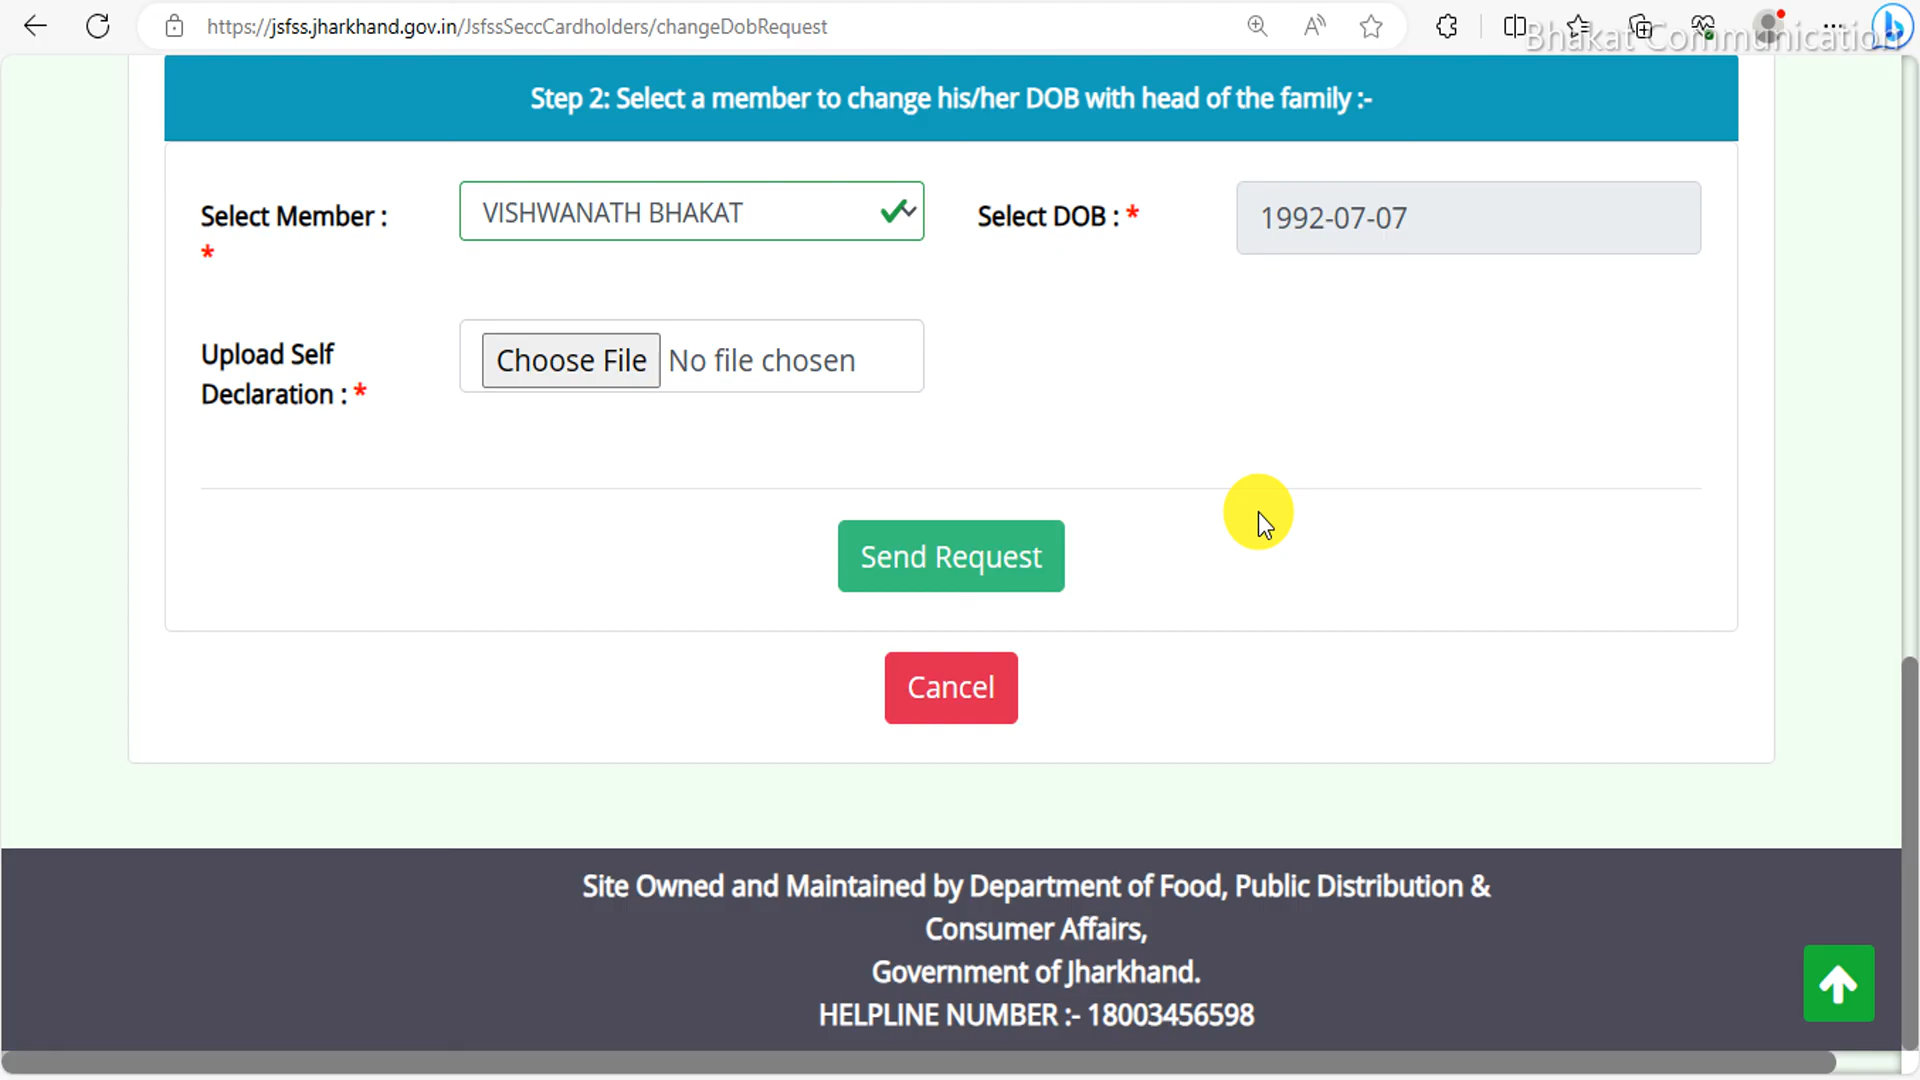 https://jsfss.jharkhand.gov.in/JsfssSeccCardholders/changeDobRequest
Bhakat Communication
Step 2: Select a member to change his/her DOB with head of the family :-
Select Member :
*
VISHWANATH BHAKAT
Select DOB : *
1992-07-07
Upload Self
Declaration : *
Choose File No file chosen
Send Request
Cancel
Site Owned and Maintained by Department of Food, Public Distribution &
Consumer Affairs,
Government of Jharkhand.
HELPLINE NUMBER :- 18003456598